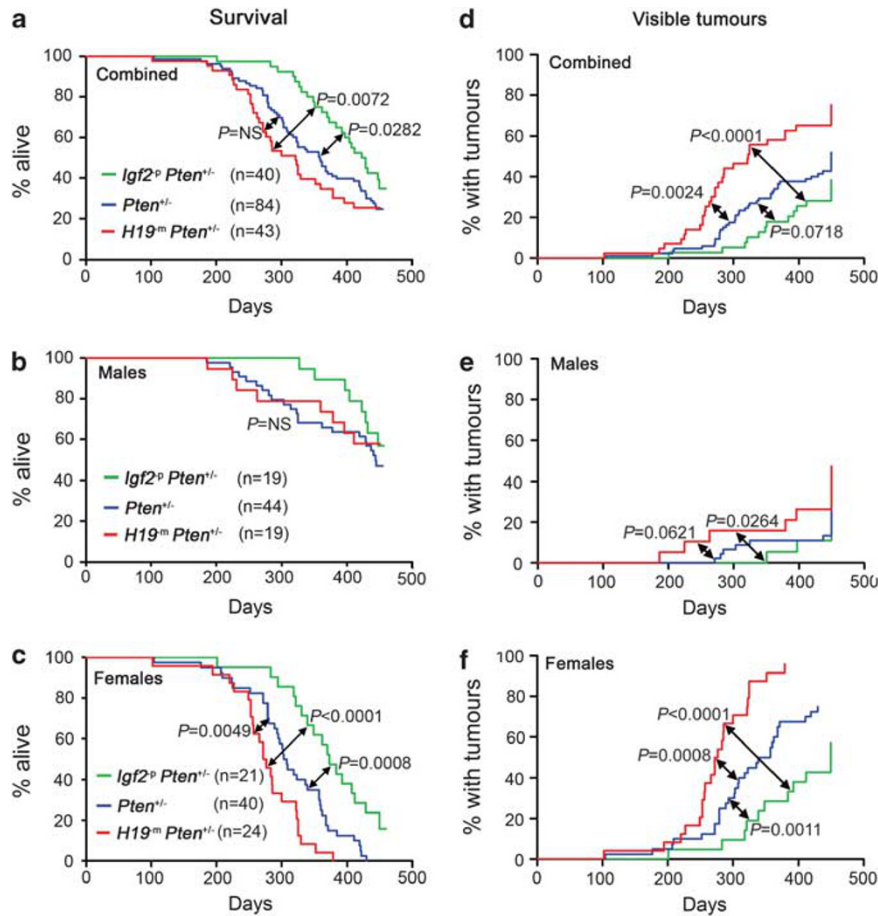 a Survival
100
80
60
40
20
0
% alive
Combined
P=0.0072
P=NS
P=0.0282
Igf2-p Pten+/- (n=40)
Pten+/- (n=84)
H19-m Pten+/- (n=43)
0 100 200 300 400 500
Days
d Visible tumours
Combined
100
80
60
40
20
0
% with tumours
P<0.0001
P=0.0024
P=0.0718
0 100 200 300 400 500
Days
b
100
80
60
40
20
0
% alive
Males
P=NS
Igf2-p Pten+/- (n=19)
Pten+/- (n=44)
H19-m Pten+/- (n=19)
0 100 200 300 400 500
Days
e
Males
100
80
60
40
20
0
% with tumours
P=0.0621
P=0.0264
0 100 200 300 400 500
Days
c
100
80
60
40
20
0
% alive
Females
P=0.0049
P<0.0001
P=0.0008
Igf2-p Pten+/- (n=21)
Pten+/- (n=40)
H19-m Pten+/- (n=24)
0 100 200 300 400 500
Days
f
Females
100
80
60
40
20
0
% with tumours
P<0.0001
P=0.0008
P=0.0011
0 100 200 300 400 500
Days